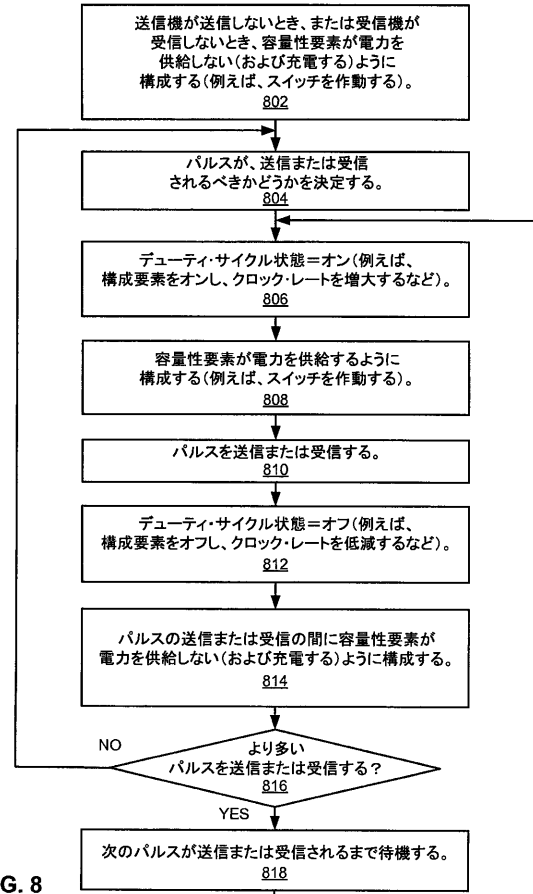 送信機が送信しないとき、または受信機が
受信しないとき、容量性要素が電力を
供給しない(および充電する)ように
構成する(例えば、スイッチを作動する)。
802
パルスが、送信または受信
されるべきかどうかを決定する。
804
デューティ・サイクル状態＝オン(例えば、
構成要素をオンし、クロック・レートを増大するなど)。
806
容量性要素が電力を供給するように
構成する(例えば、スイッチを作動する)。
808
パルスを送信または受信する。
810
デューティ・サイクル状態＝オフ(例えば、
構成要素をオフし、クロック・レートを低減するなど)。
812
パルスの送信または受信の間に容量性要素が
電力を供給しない(および充電する)ように構成する。
814
NO
より多い
パルスを送信または受信する？
816
YES
次のパルスが送信または受信されるまで待機する。
818
G. 8